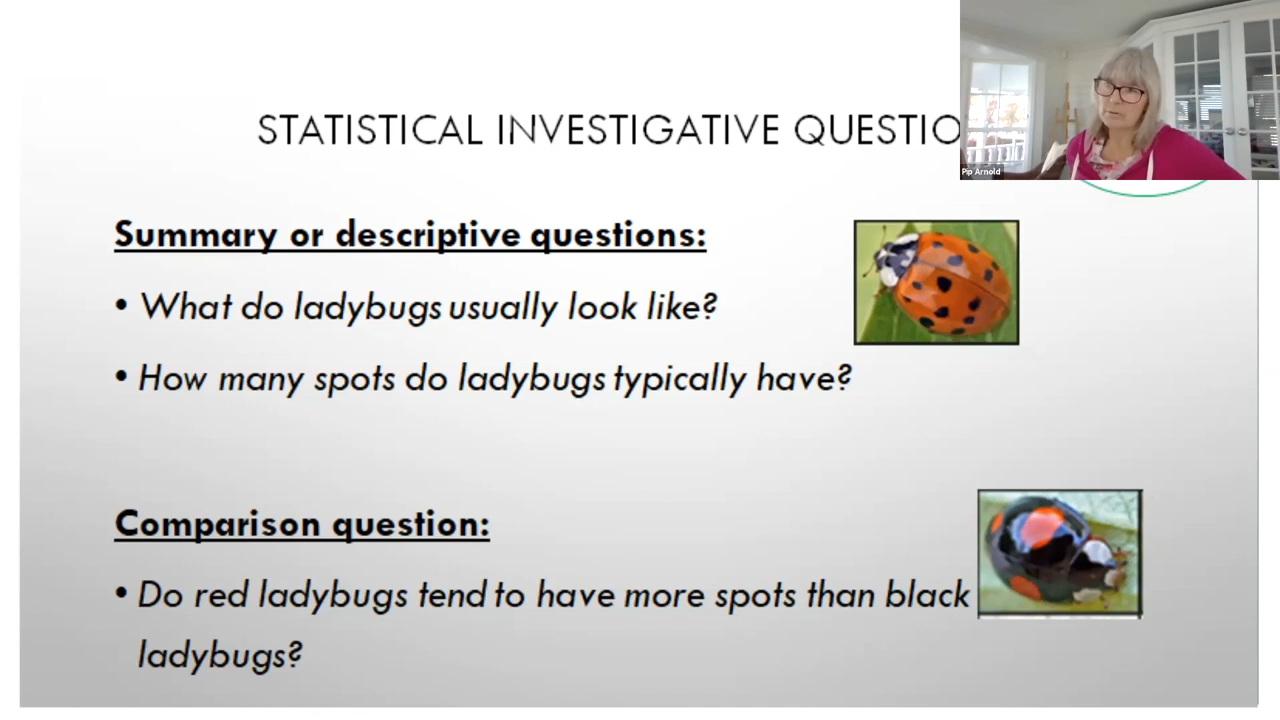 STATISTICAL INVESTIGATIVE QUESTIO
Pip Arnold
Summary or descriptive questions:
• What do ladybugs usually look like?
• How many spots do ladybugs typically have?
Comparison question:
• Do red ladybugs tend to have more spots than black
ladybugs?